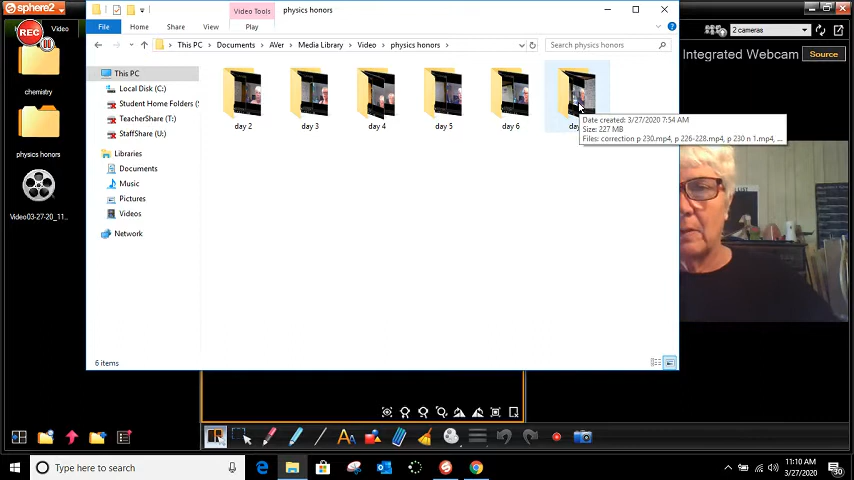 sphere2
Video
REC
chemistry
physics honors
Video03-27-20_11...
Video Tools
physics honors
File
Home
Share
View
Play
This PC > Documents > AVer > Media Library > Video > physics honors >
Search physics honors
This PC
Local Disk (C:)
Student Home Folders (S
TeacherShare (T:)
StaffShare (U:)
Libraries
Documents
Music
Pictures
Videos
Network
day 2
day 3
day 4
day 5
day 6
Date created: 3/27/2020 7:54 AM
Size: 227 MB
Files: correction p 230.mp4, p 226-228.mp4, p 230 n 1.mp4, ...
6 items
2 cameras
Integrated Webcam
Source
Type here to search
11:10 AM
3/27/2020
30